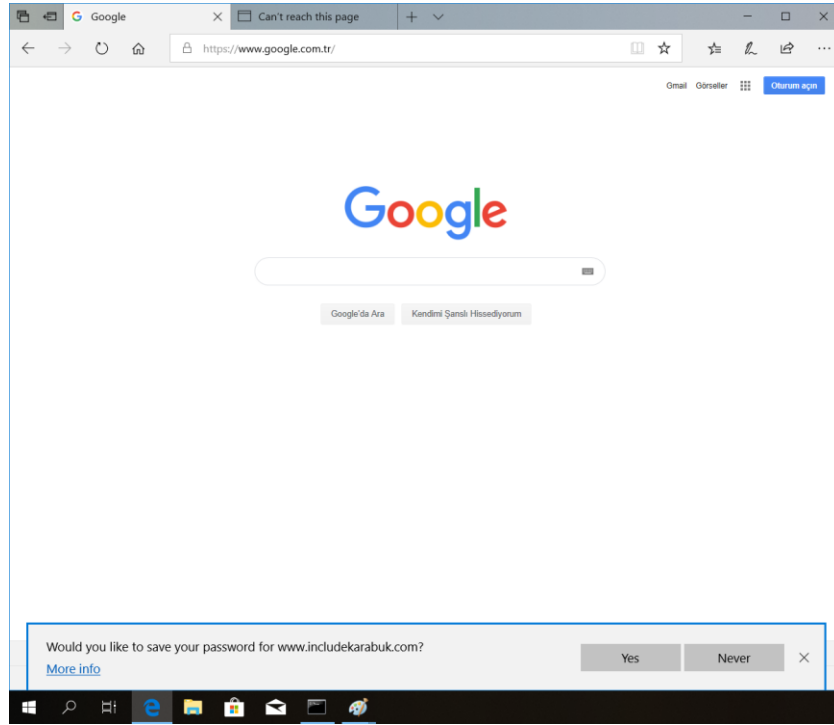 Google
Can't reach this page
https://www.google.com.tr/
Gmail Görseller Oturum açın
Google
Google'da Ara Kendimi Şanslı Hissediyorum
Would you like to save your password for www.includekarabuk.com?
More info
Yes Never